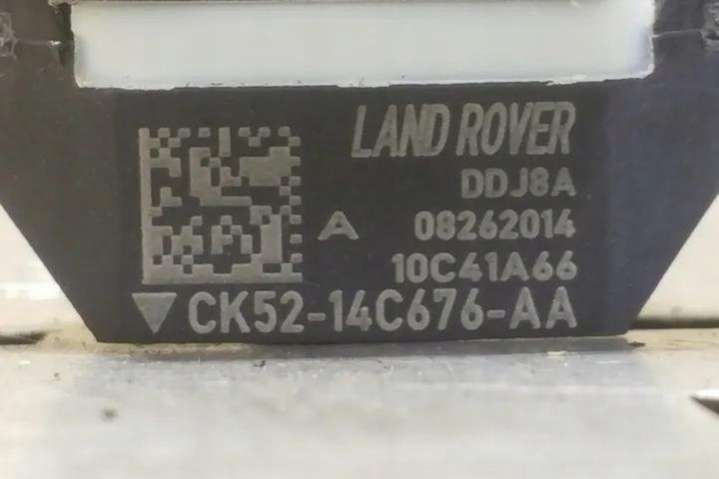 LAND ROVER
DDJ8A
A 08262014
10C41A66
CK52-14C676-AA